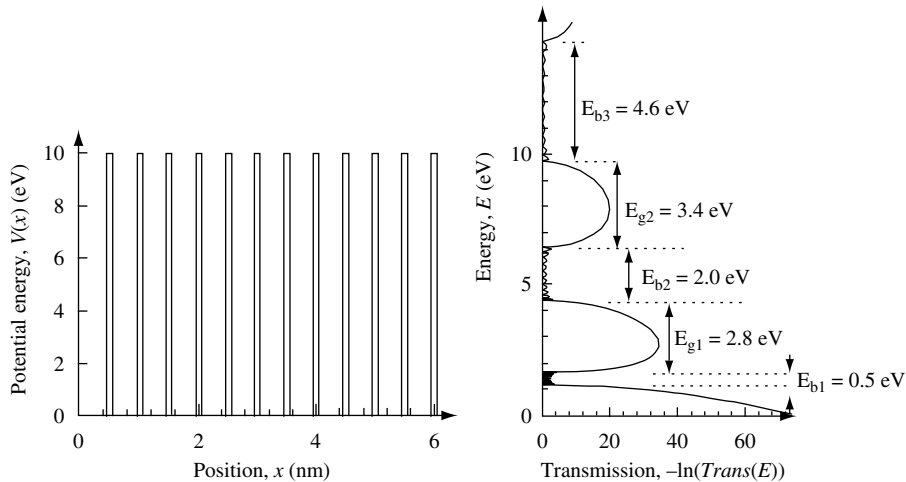 Potential energy, V(x) (eV)
10
8
6
4
2
0
0
2
4
6
Position, x (nm)
Energy, E (eV)
10
5
0
0
20
40
60
Transmission, –ln(Trans(E))
E_b3 = 4.6 eV
E_g2 = 3.4 eV
E_b2 = 2.0 eV
E_g1 = 2.8 eV
E_b1 = 0.5 eV